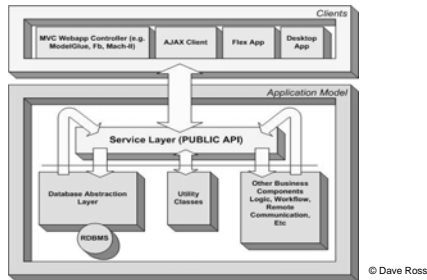 Clients
MVC Webapp Controller (e.g.
ModelGlue, Fb, Mach-II)
AJAX Client
Flex App
Desktop
App
Application Model
Service Layer (PUBLIC API)
Database Abstraction
Layer
RDBMS
Utility
Classes
Other Business
Components
Logic, Workflow,
Remote
Communication,
Etc
© Dave Ross